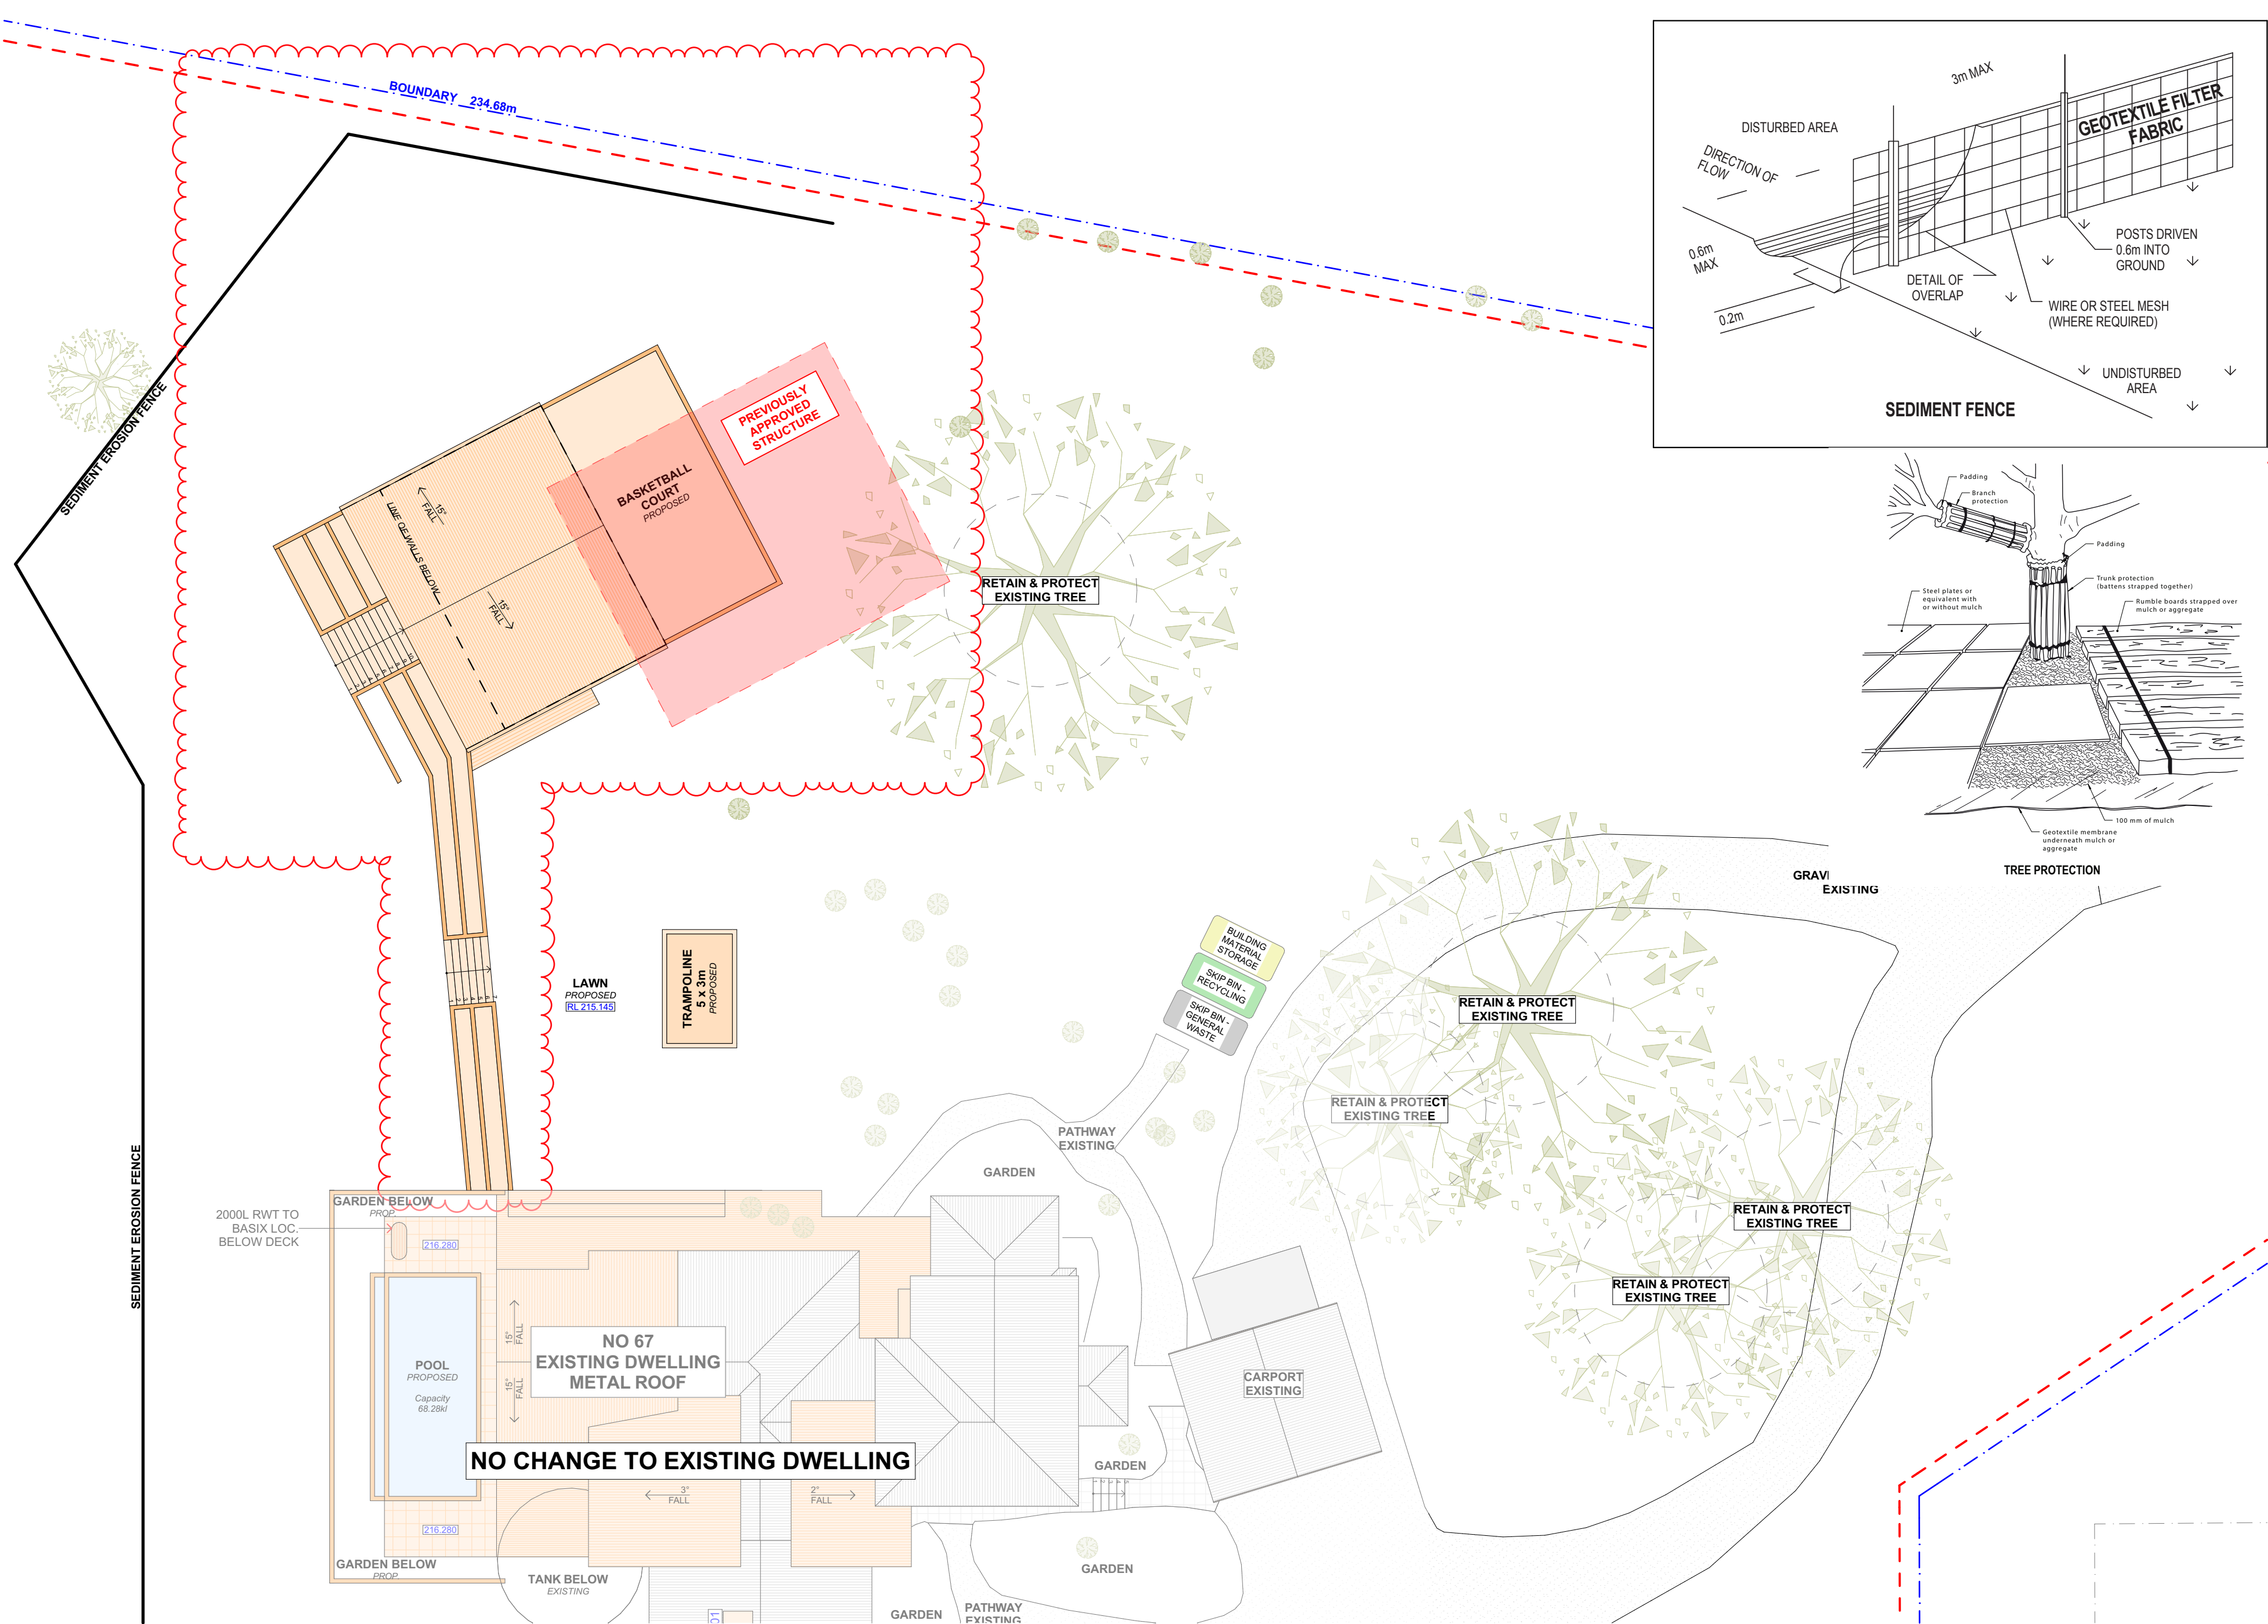 BOUNDARY 234.68m
3m MAX
GEOTEXTILE FILTER
FABRIC
DISTURBED AREA
DIRECTION OF
FLOW
0.6m
MAX
0.2m
DETAIL OF
OVERLAP
POSTS DRIVEN
0.6m INTO
GROUND
WIRE OR STEEL MESH
(WHERE REQUIRED)
UNDISTURBED
AREA
SEDIMENT FENCE
SEDIMENT EROSION FENCE
PREVIOUSLY
APPROVED
STRUCTURE
BASKETBALL
COURT
PROPOSED
15°
FALL
LINE OF WALLS BELOW
15°
FALL
RETAIN & PROTECT
EXISTING TREE
Padding
Branch
protection
Padding
Trunk protection
(battens strapped together)
Steel plates or
equivalent with
or without mulch
Rumble boards strapped over
mulch or aggregate
100 mm of mulch
Geotextile membrane
underneath mulch or
aggregate
TREE PROTECTION
GRAV
EXISTING
LAWN
PROPOSED
RL 215.145
TRAMPOLINE
5 x 3m
PROPOSED
BUILDING
MATERIAL
STORAGE
SKIP BIN -
RECYCLING
SKIP BIN -
GENERAL
WASTE
RETAIN & PROTECT
EXISTING TREE
RETAIN & PROTECT
EXISTING TREE
RETAIN & PROTECT
EXISTING TREE
RETAIN & PROTECT
EXISTING TREE
PATHWAY
EXISTING
GARDEN
SEDIMENT EROSION FENCE
GARDEN BELOW
PROP.
2000L RWT TO
BASIX LOC.
BELOW DECK
216.280
POOL
PROPOSED
Capacity
68.28kl
15°
FALL
15°
FALL
NO 67
EXISTING DWELLING
METAL ROOF
NO CHANGE TO EXISTING DWELLING
CARPORT
EXISTING
3°
FALL
2°
FALL
GARDEN
216.280
GARDEN BELOW
PROP
TANK BELOW
EXISTING
GARDEN
GARDEN
PATHWAY
EXISTING